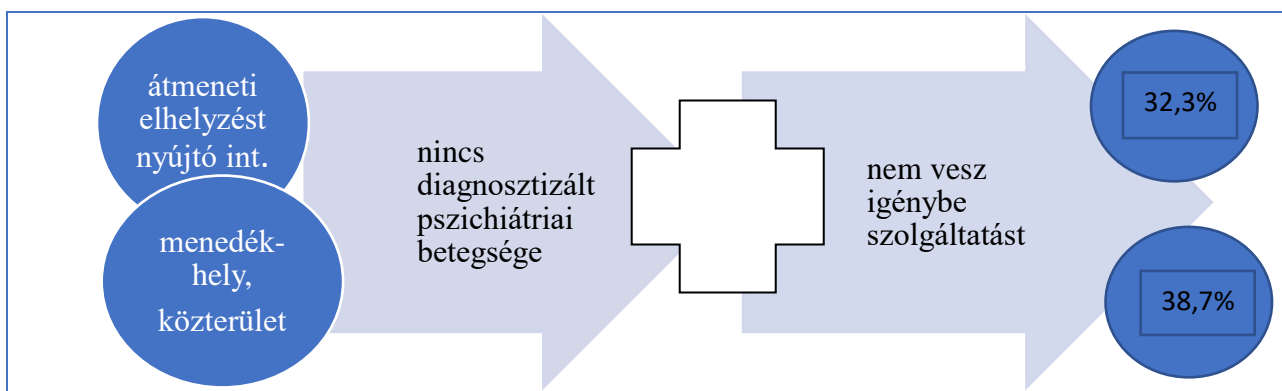 átmeneti
elhelyzést
nyújtó int.
menedék-
hely,
közterület
nincs
diagnosztizált
pszichiátriai
betegsége
nem vesz
igénybe
szolgáltatást
32,3%
38,7%